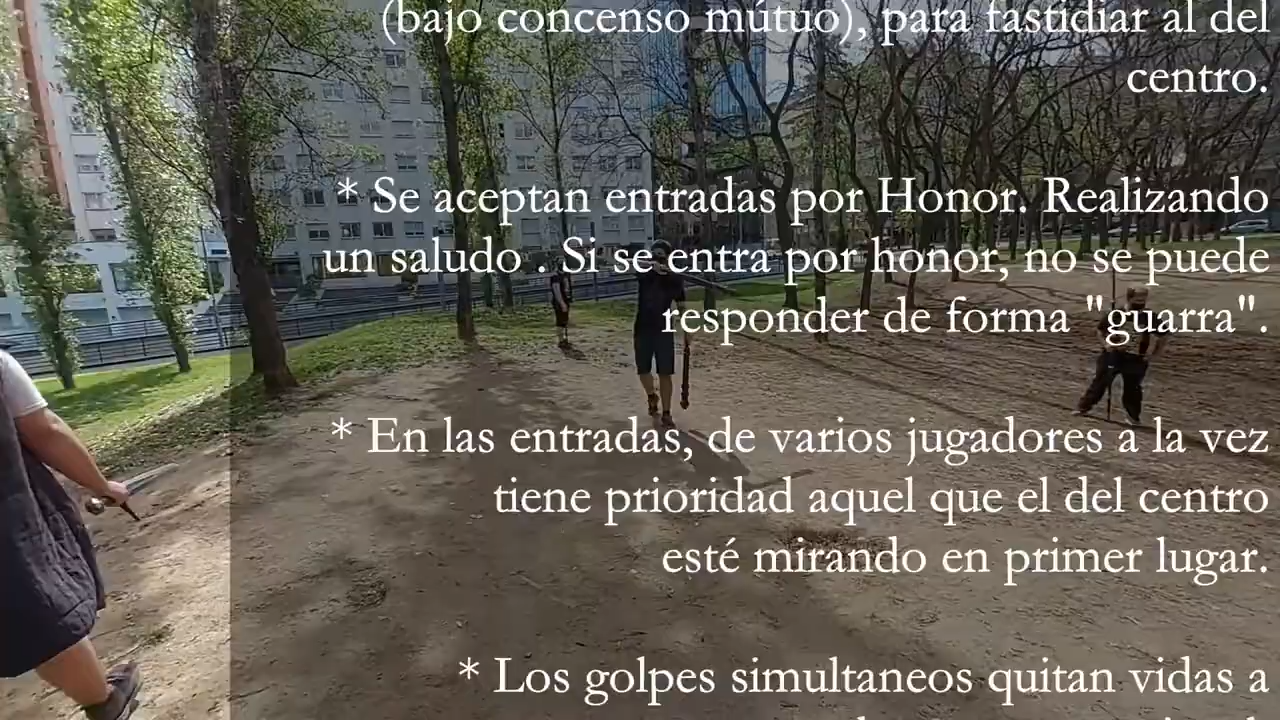 (bajo concenso mútuo), para fastidiar al del
centro.
* Se aceptan entradas por Honor. Realizando
un saludo . Si se entra por honor, no se puede
responder de forma "guarra".
* En las entradas, de varios jugadores a la vez
tiene prioridad aquel que el del centro
esté mirando en primer lugar.
* Los golpes simultaneos quitan vidas a